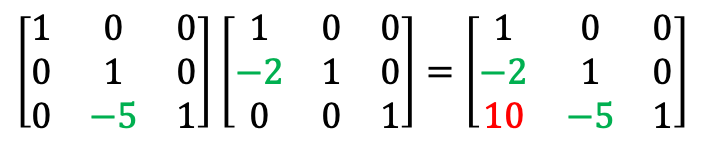 [1 0 0] [1 0 0] = [1 0 0]
[0 1 0] [−2 1 0] = [−2 1 0]
[0 −5 1] [0 0 1] = [10 −5 1]